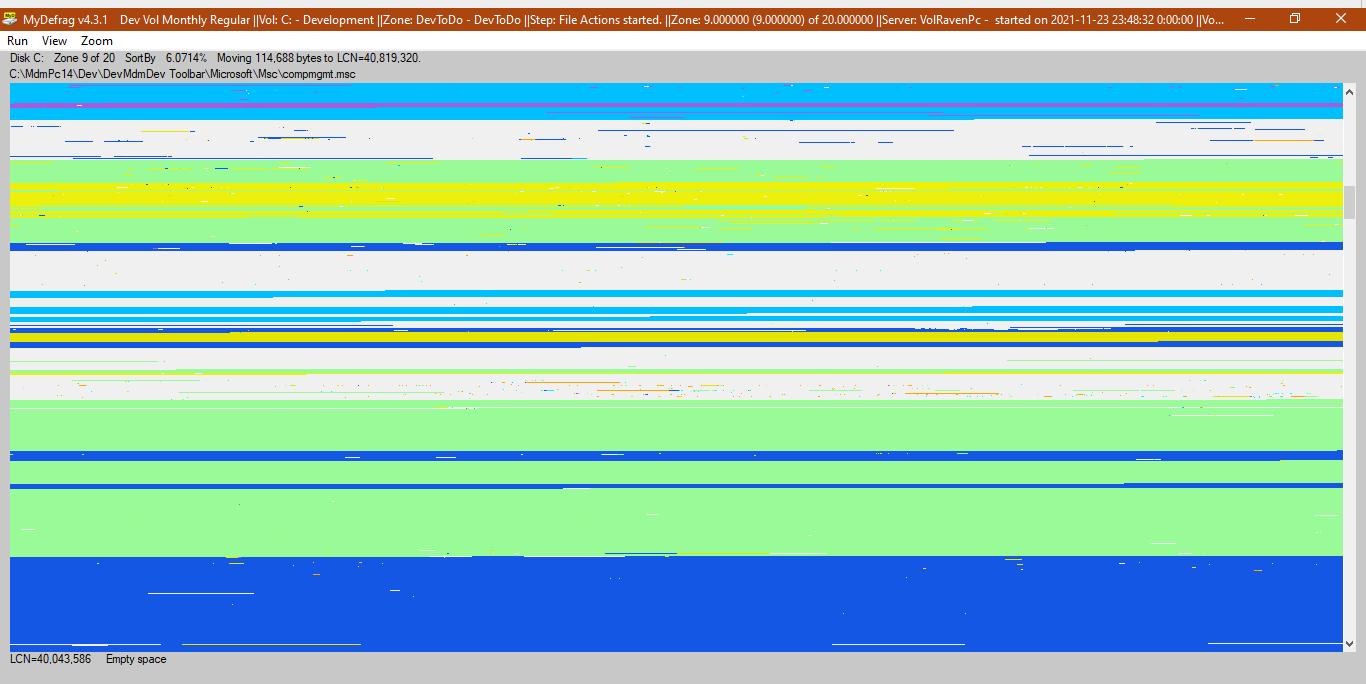 MyDefrag v4.3.1    Dev Vol Monthly Regular ||Vol: C: - Development ||Zone: DevToDo - DevToDo ||Step: File Actions started. ||Zone: 9.000000 (9.000000) of 20.000000 ||Server: VolRavenPc -  started on 2021-11-23 23:48:32 0:00:00 ||Vo...
Run View Zoom
Disk C:   Zone 9 of 20   SortBy   6.0714%   Moving 114,688 bytes to LCN=40,819,320.
C:\MdmPc14\Dev\DevMdmDev Toolbar\Microsoft\Msc\compmgmt.msc
LCN=40,043,586    Empty space